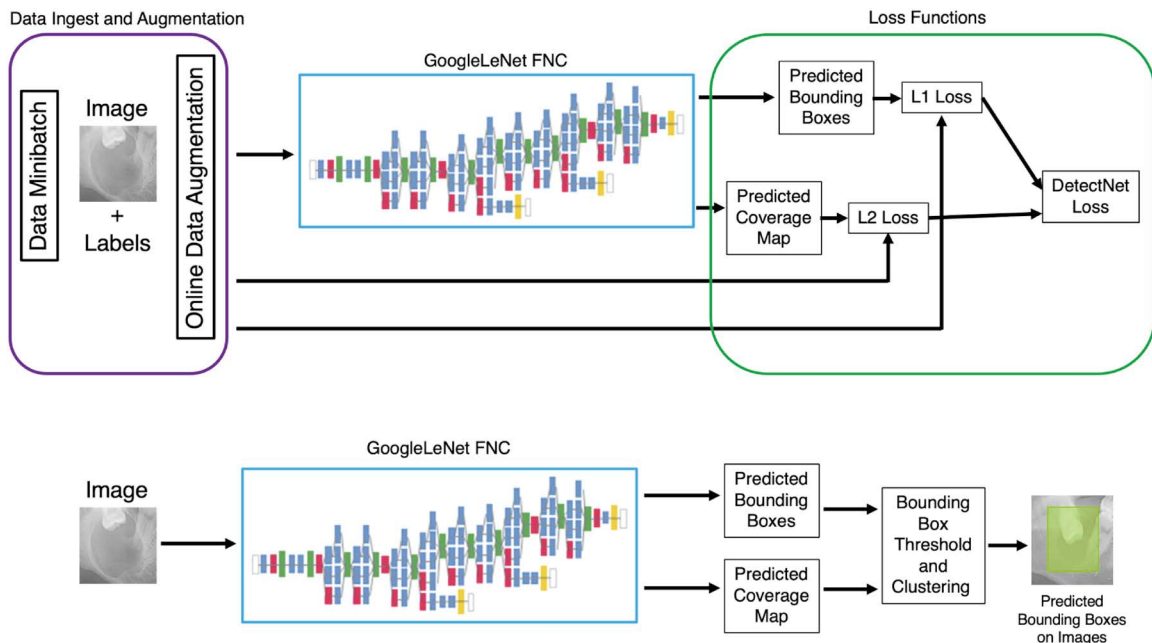 Data Ingest and Augmentation
Loss Functions
Data Minibatch
Image
+
Labels
Online Data Augmentation
GoogleLeNet FNC
Predicted
Bounding
Boxes
L1 Loss
Predicted
Coverage
Map
L2 Loss
DetectNet
Loss
Image
GoogleLeNet FNC
Predicted
Bounding
Boxes
Predicted
Coverage
Map
Bounding
Box
Threshold
and
Clustering
Predicted
Bounding Boxes
on Images